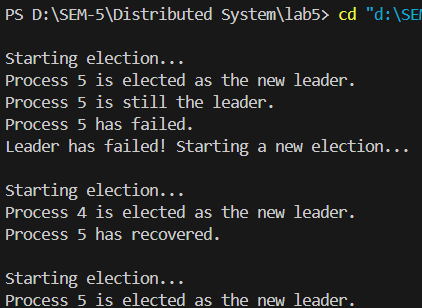 PS D:\SEM-5\Distributed System\lab5> cd "d:\SEM
Starting election...
Process 5 is elected as the new leader.
Process 5 is still the leader.
Process 5 has failed.
Leader has failed! Starting a new election...
Starting election...
Process 4 is elected as the new leader.
Process 5 has recovered.
Starting election...
Process 5 is elected as the new leader.